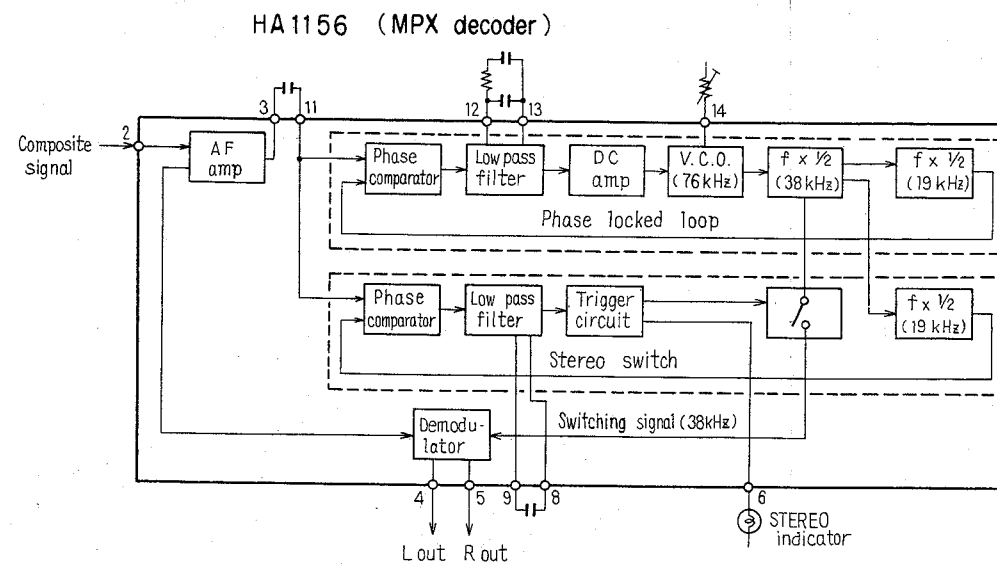 HA1156 (MPX decoder)
12
13
14
3
11
2
Composite
signal
AF
amp
Phase
comparator
Low pass
filter
DC
amp
V.C.O.
(76kHz)
f x 1/2
(38kHz)
f x 1/2
(19kHz)
Phase locked loop
Phase
comparator
Low pass
filter
Trigger
circuit
f x 1/2
(19kHz)
Stereo switch
Demodu-
lator
Switching signal (38kHz)
4
5
9
8
6
L out
R out
STEREO
indicator